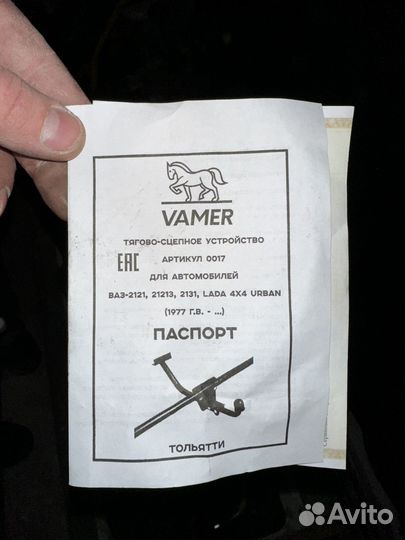 VAMER
ТЯГОВО-СЦЕПНОЕ УСТРОЙСТВО
EAC АРТИКУЛ 0017
ДЛЯ АВТОМОБИЛЕЙ
ВАЗ-2121, 21213, 2131, LADA 4X4 URBAN
(1977 Г.В. - ...)
ПАСПОРТ
ТОЛЬЯТТИ
Avito